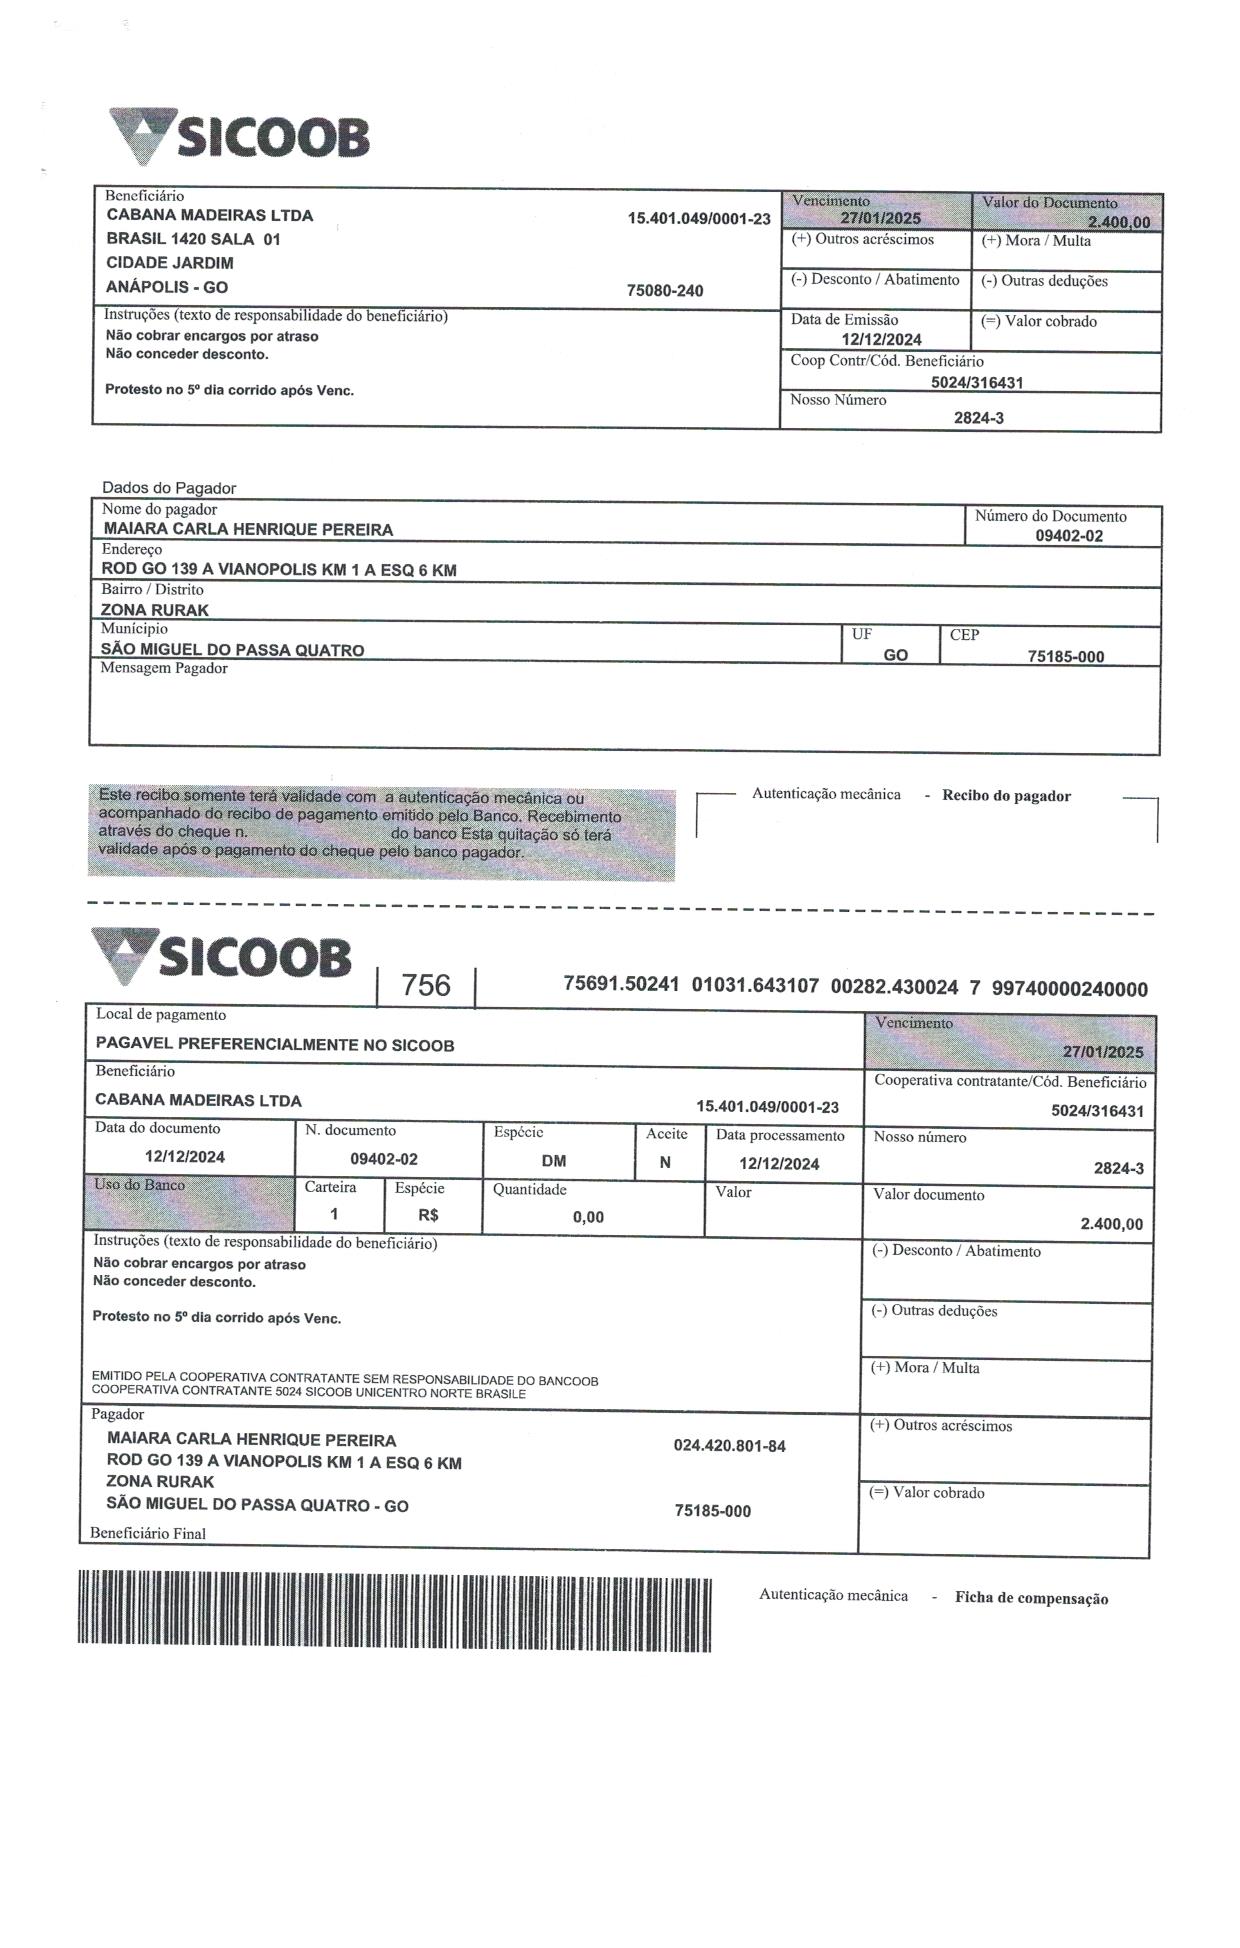 SICOOB
Beneficiário
CABANA MADEIRAS LTDA 15.401.049/0001-23
BRASIL 1420 SALA 01
CIDADE JARDIM
ANÁPOLIS - GO 75080-240
Vencimento
27/01/2025
Valor do Documento
2.400,00
(+) Outros acréscimos
(+) Mora / Multa
(-) Desconto / Abatimento
(-) Outras deduções
Instruções (texto de responsabilidade do beneficiário)
Não cobrar encargos por atraso
Não conceder desconto.
Protesto no 5º dia corrido após Venc.
Data de Emissão
12/12/2024
(=) Valor cobrado
Coop Contr/Cód. Beneficiário
5024/316431
Nosso Número
2824-3
Dados do Pagador
Nome do pagador
MAIARA CARLA HENRIQUE PEREIRA
Número do Documento
09402-02
Endereço
ROD GO 139 A VIANOPOLIS KM 1 A ESQ 6 KM
Bairro / Distrito
ZONA RURAK
Município
SÃO MIGUEL DO PASSA QUATRO
UF
GO
CEP
75185-000
Mensagem Pagador
Este recibo somente terá validade com a autenticação mecânica ou
acompanhado do recibo de pagamento emitido pelo Banco. Recebimento
através do cheque n. do banco Esta quitação só terá
validade após o pagamento do cheque pelo banco pagador.
Autenticação mecânica - Recibo do pagador
SICOOB
756
75691.50241 01031.643107 00282.430024 7 99740000240000
Local de pagamento
PAGAVEL PREFERENCIALMENTE NO SICOOB
Vencimento
27/01/2025
Beneficiário
CABANA MADEIRAS LTDA 15.401.049/0001-23
Cooperativa contratante/Cód. Beneficiário
5024/316431
Data do documento
12/12/2024
N. documento
09402-02
Espécie
DM
Aceite
N
Data processamento
12/12/2024
Nosso número
2824-3
Uso do Banco
Carteira
1
Espécie
R$
Quantidade
0,00
Valor
Valor documento
2.400,00
Instruções (texto de responsabilidade do beneficiário)
Não cobrar encargos por atraso
Não conceder desconto.
Protesto no 5º dia corrido após Venc.
EMITIDO PELA COOPERATIVA CONTRATANTE SEM RESPONSABILIDADE DO BANCOOB
COOPERATIVA CONTRATANTE 5024 SICOOB UNICENTRO NORTE BRASILE
(-) Desconto / Abatimento
(-) Outras deduções
(+) Mora / Multa
(+) Outros acréscimos
(=) Valor cobrado
Pagador
MAIARA CARLA HENRIQUE PEREIRA 024.420.801-84
ROD GO 139 A VIANOPOLIS KM 1 A ESQ 6 KM
ZONA RURAK
SÃO MIGUEL DO PASSA QUATRO - GO 75185-000
Beneficiário Final
Autenticação mecânica - Ficha de compensação